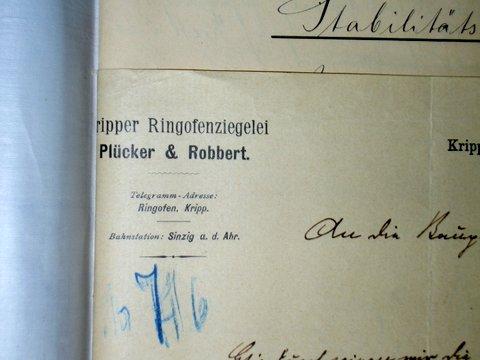 Stabilitäts
ripper Ringofenziegelei
Plücker & Robbert.
Kripp
Telegramm-Adresse:
Ringofen. Kripp.
Bahnstation: Sinzig a. d. Ahr.
An die